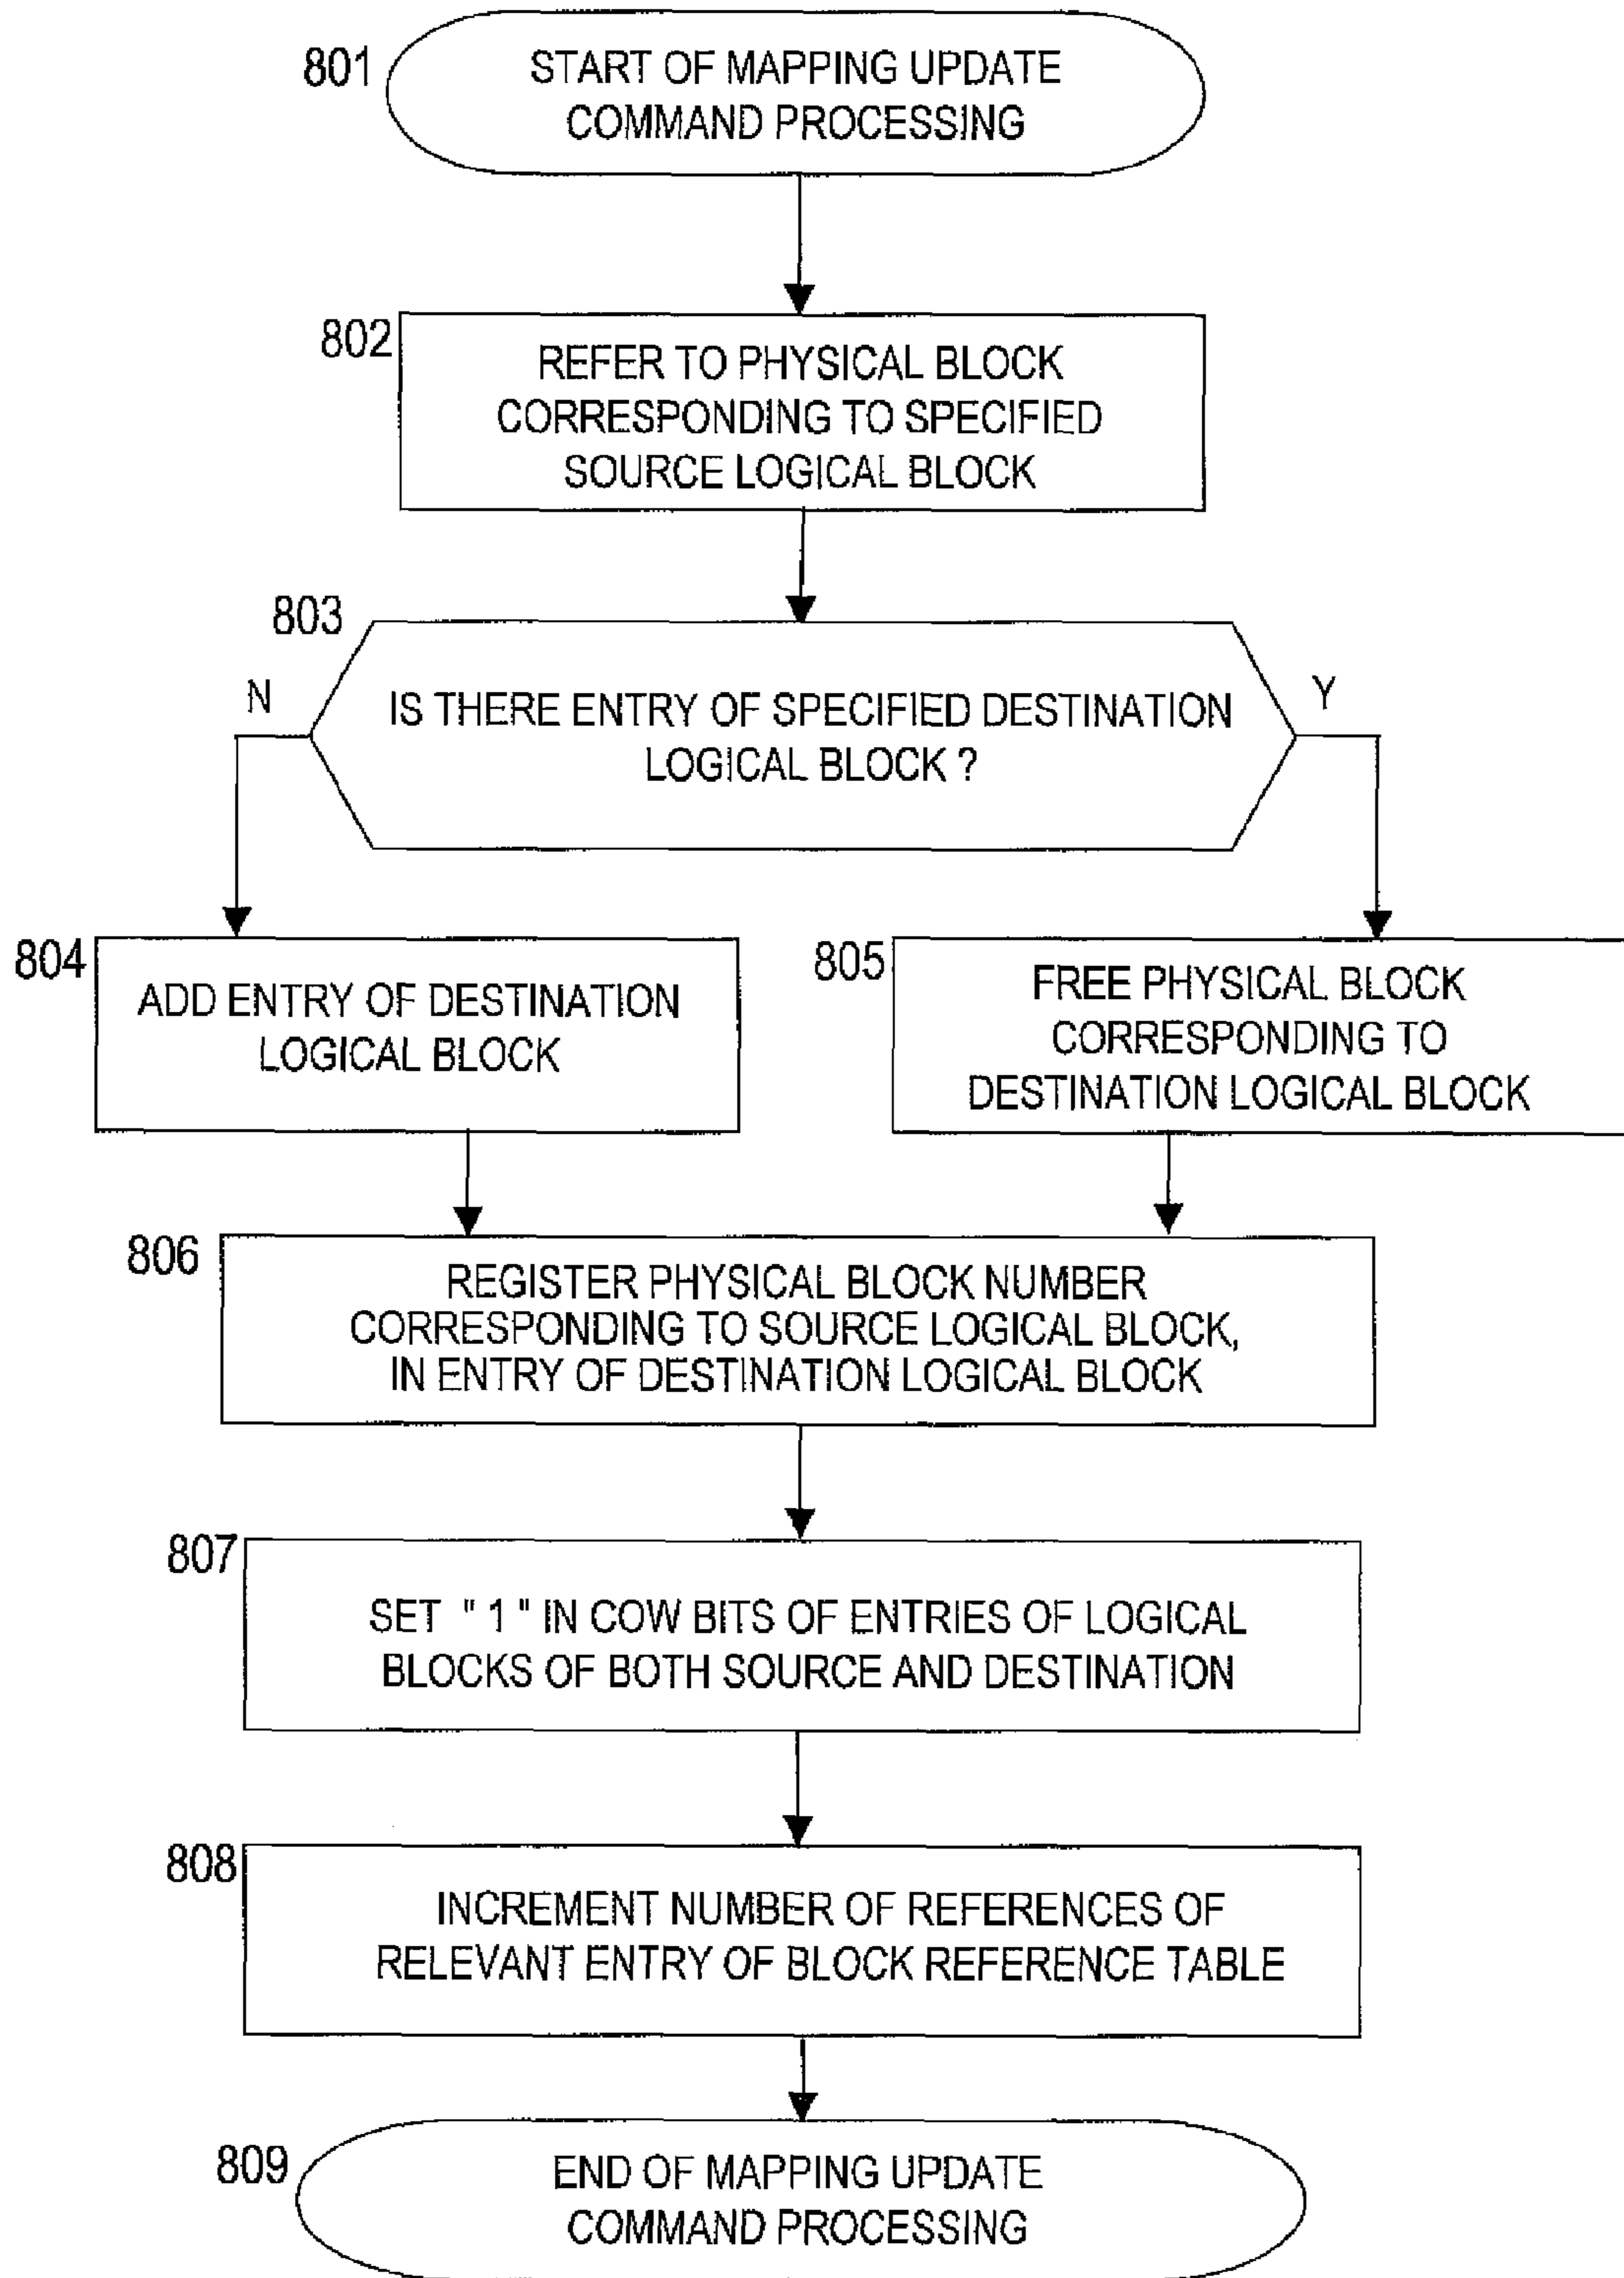 801
START OF MAPPING UPDATE
COMMAND PROCESSING
802
REFER TO PHYSICAL BLOCK
CORRESPONDING TO SPECIFIED
SOURCE LOGICAL BLOCK
803
N
IS THERE ENTRY OF SPECIFIED DESTINATION
LOGICAL BLOCK ?
Y
804
ADD ENTRY OF DESTINATION
LOGICAL BLOCK
805
FREE PHYSICAL BLOCK
CORRESPONDING TO
DESTINATION LOGICAL BLOCK
806
REGISTER PHYSICAL BLOCK NUMBER
CORRESPONDING TO SOURCE LOGICAL BLOCK,
IN ENTRY OF DESTINATION LOGICAL BLOCK
807
SET " 1 " IN COW BITS OF ENTRIES OF LOGICAL
BLOCKS OF BOTH SOURCE AND DESTINATION
808
INCREMENT NUMBER OF REFERENCES OF
RELEVANT ENTRY OF BLOCK REFERENCE TABLE
809
END OF MAPPING UPDATE
COMMAND PROCESSING